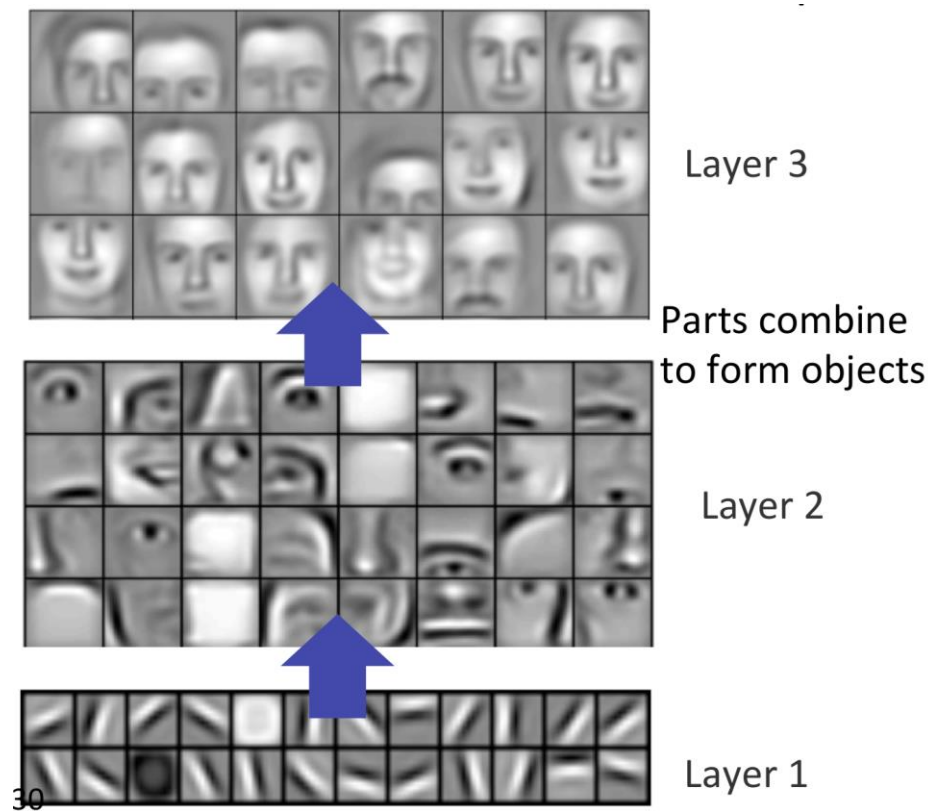 Layer 3
Parts combine
to form objects
Layer 2
Layer 1
30